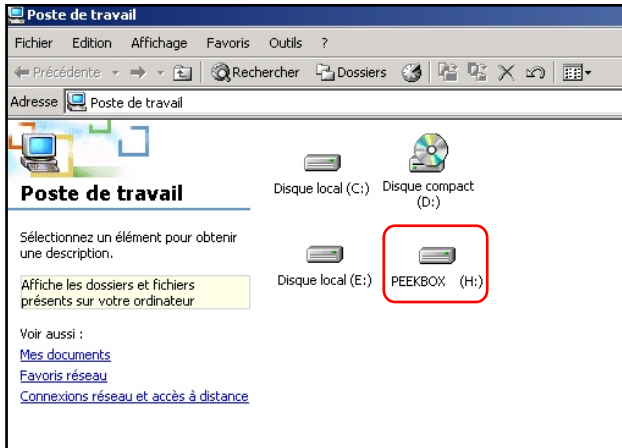 Poste de travail
Fichier Edition Affichage Favoris Outils ?
Précédente Rechercher Dossiers
Adresse Poste de travail
Poste de travail
Sélectionnez un élément pour obtenir
une description.
Affiche les dossiers et fichiers
présents sur votre ordinateur
Voir aussi :
Mes documents
Favoris réseau
Connexions réseau et accès à distance
Disque local (C:)
Disque compact
(D:)
Disque local (E:)
PEEKBOX (H:)